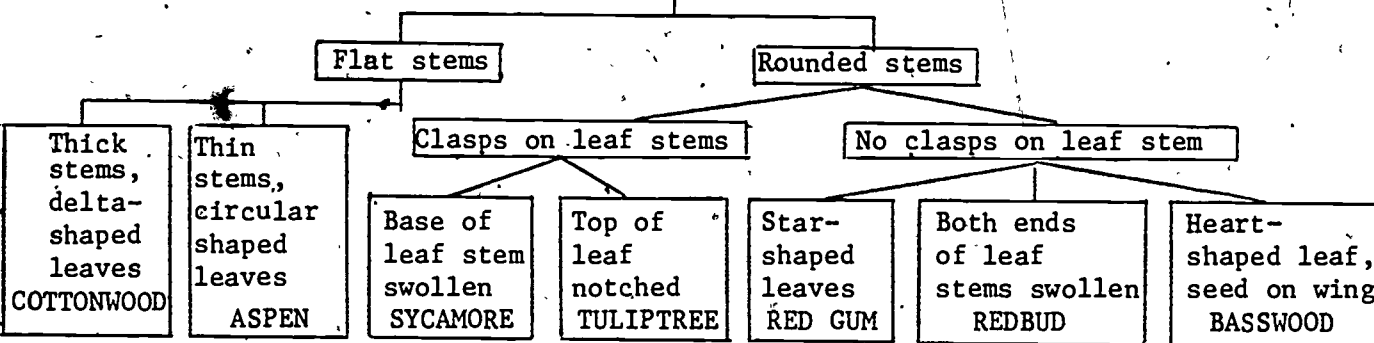 Flat stems
Rounded stems
Clasps on leaf stems
No clasps on leaf stem
Thick
stems,
delta-
shaped
leaves
COTTONWOOD
Thin
stems,
circular
shaped
leaves
ASPEN
Base of
leaf stem
swollen
SYCAMORE
Top of
leaf
notched
TULIPTREE
Star-
shaped
leaves
RED GUM
Both ends
of leaf
stems swollen
REDBUD
Heart-
shaped leaf,
seed on wing
BASSWOOD